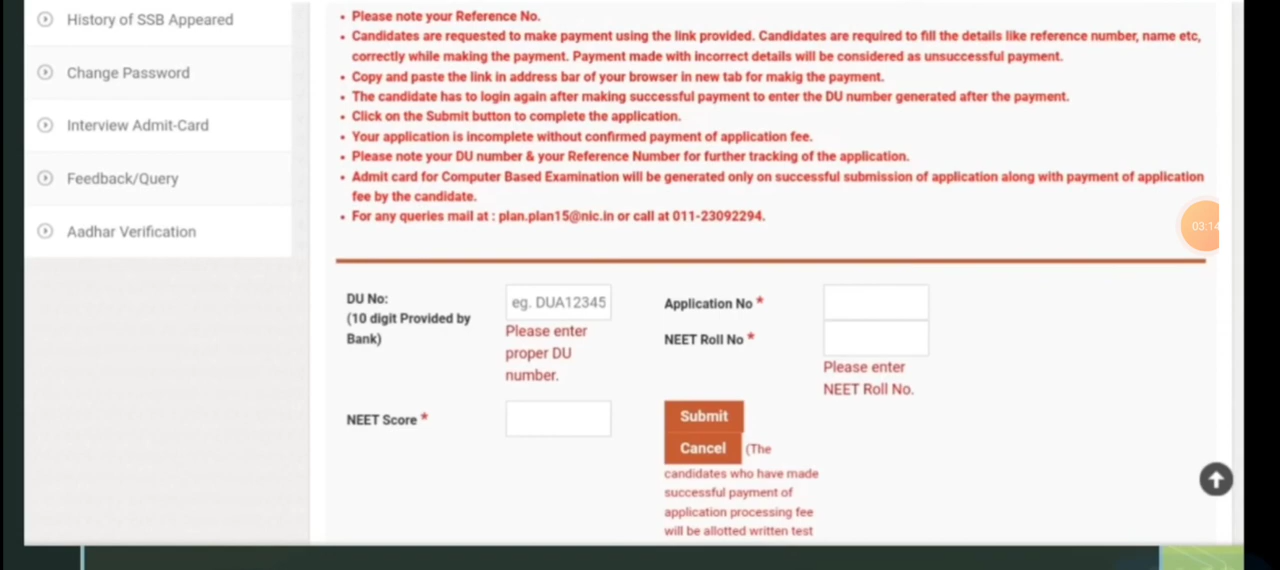 History of SSB Appeared
Change Password
Interview Admit-Card
Feedback/Query
Aadhar Verification
• Please note your Reference No.
• Candidates are requested to make payment using the link provided. Candidates are required to fill the details like reference number, name etc,
correctly while making the payment. Payment made with incorrect details will be considered as unsuccessful payment.
• Copy and paste the link in address bar of your browser in new tab for makig the payment.
• The candidate has to login again after making successful payment to enter the DU number generated after the payment.
• Click on the Submit button to complete the application.
• Your application is incomplete without confirmed payment of application fee.
• Please note your DU number & your Reference Number for further tracking of the application.
• Admit card for Computer Based Examination will be generated only on successful submission of application along with payment of application
fee by the candidate.
• For any queries mail at : plan.plan15@nic.in or call at 011-23092294.
03:14
DU No:
(10 digit Provided by
Bank)
eg. DUA12345
Please enter
proper DU
number.
Application No *
NEET Roll No *
Please enter
NEET Roll No.
NEET Score *
Submit
Cancel (The
candidates who have made
successful payment of
application processing fee
will be allotted written test